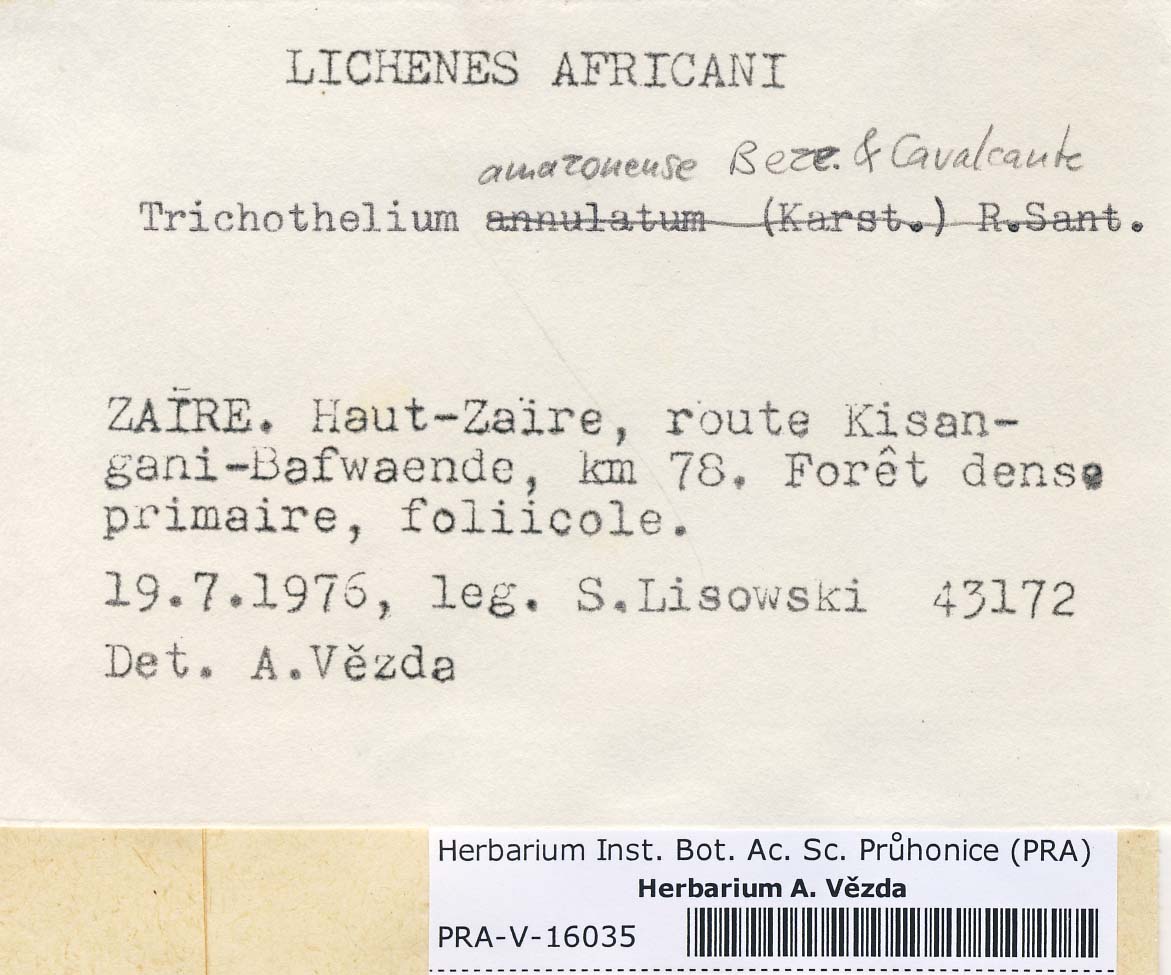 LICHENES AFRICANI
amazonense Beze. & Cavalcante
Trichothelium annulatum (Karst.) R.Sant.
ZAÏRE. Haut-Zaïre, route Kisan-
gani-Bafwaende, km 78. Forêt dense
primaire, foliicole.
19.7.1976, leg. S.Lisowski 43172
Det. A.Vězda
Herbarium Inst. Bot. Ac. Sc. Průhonice (PRA)
Herbarium A. Vězda
PRA-V-16035